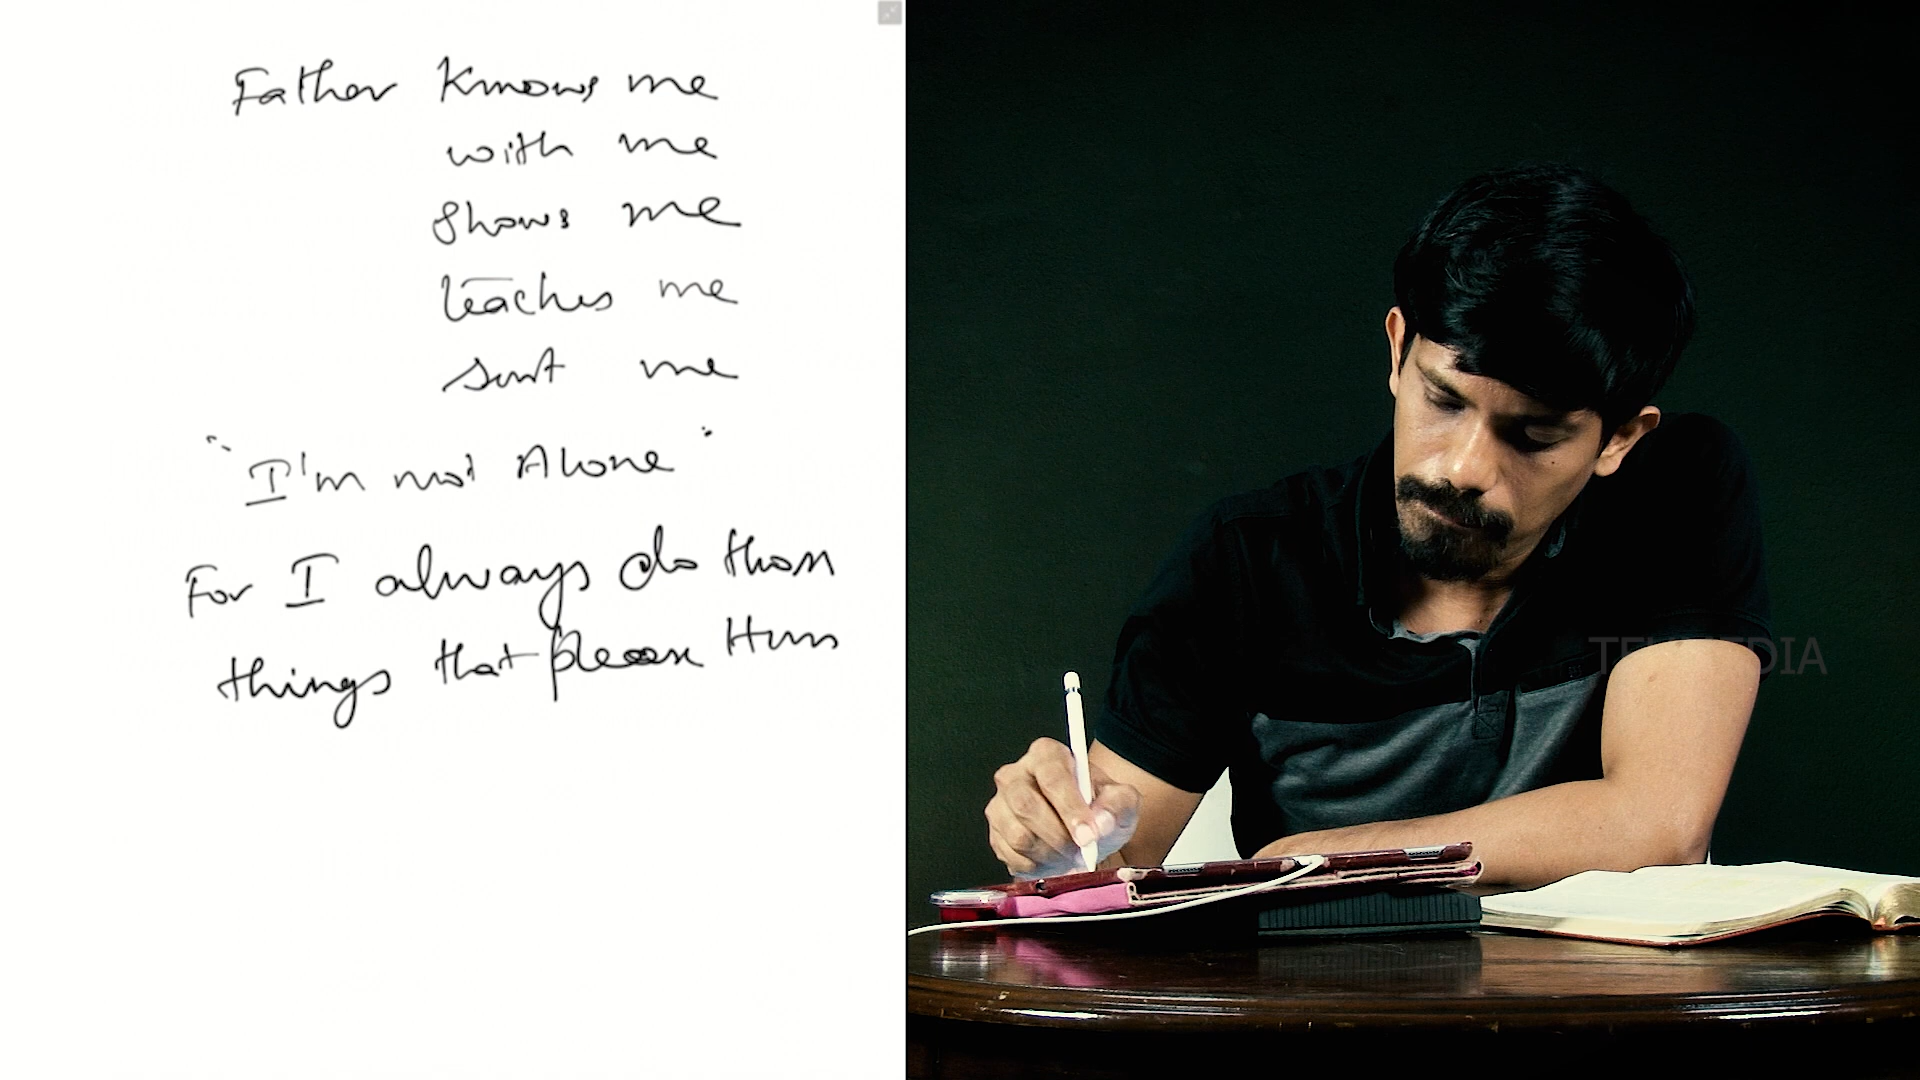 Father Knows me
with me
Shows me
teaches me
sent me
"I'm not Alone"
For I always do those
things that please Him